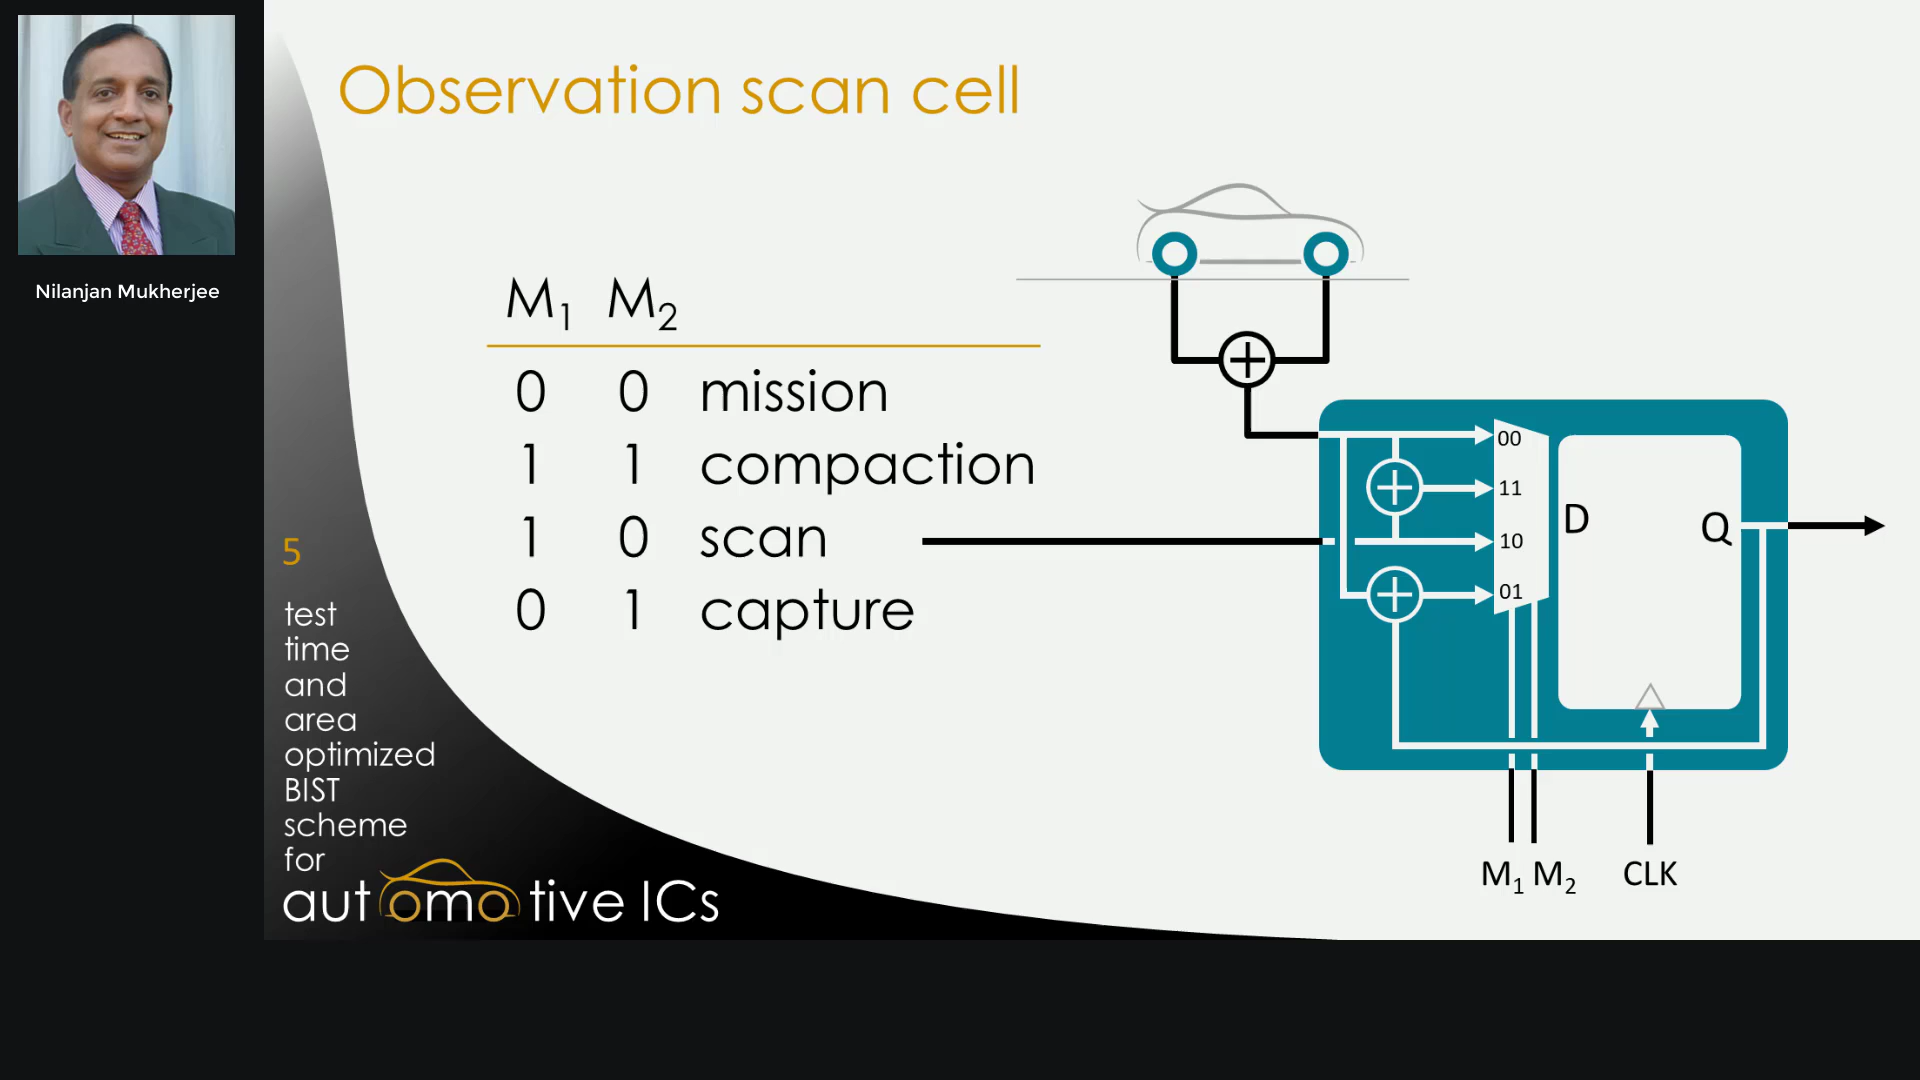 Nilanjan Mukherjee
Observation scan cell
M1 M2
0 0 mission
1 1 compaction
1 0 scan
0 1 capture
00
11
10
01
D
Q
M1 M2 CLK
5
test
time
and
area
optimized
BIST
scheme
for
automotive ICs